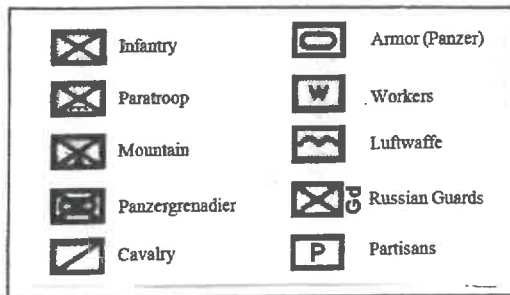 Infantry
Armor (Panzer)
Paratroop
W Workers
Mountain
Luftwaffe
Panzergrenadier
Gd Russian Guards
Cavalry
P Partisans